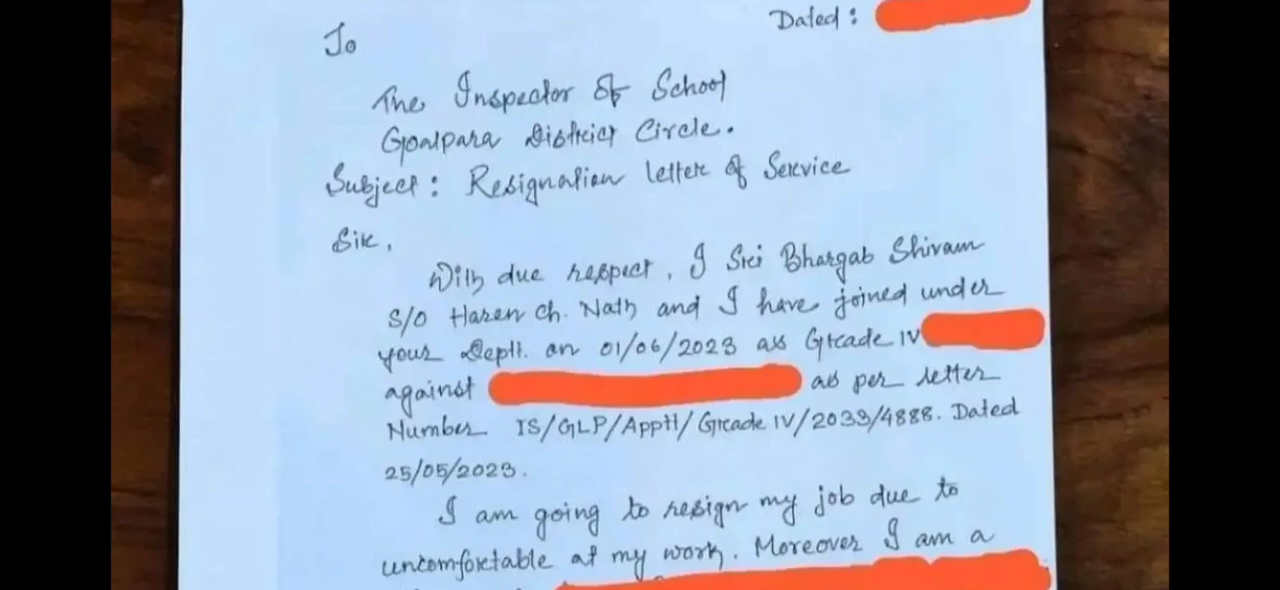 Dated :
To
The Inspector Of School
Goalpara District Circle.
Subject : Resignation letter of Service
Sir,
With due respect, I Sri Bhargab Shivam
S/O Haren Ch. Nath and I have joined under
your Deptt. on 01/06/2023 as Grade IV
against as per letter
Number IS/GLP/Apptt/Grade IV/2033/4888. Dated
25/05/2023.
I am going to resign my job due to
uncomfortable at my work. Moreover I am a